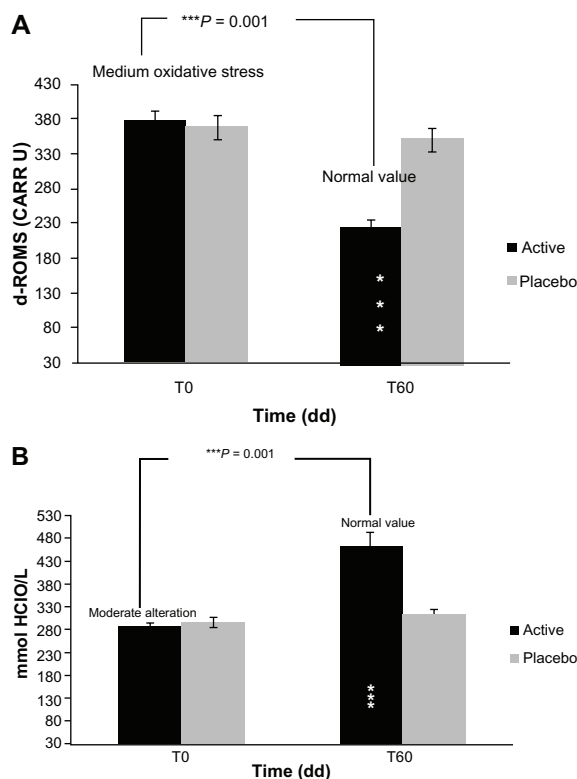 A
***P = 0.001
Medium oxidative stress
430
380
330
280
230
180
130
80
30
d-ROMS (CARR U)
Normal value
***
Active
Placebo
T0 T60
Time (dd)
B
***P = 0.001
530
480
430
380
330
280
230
180
130
80
30
mmol HCIO/L
Normal value
Moderate alteration
***
Active
Placebo
T0 T60
Time (dd)